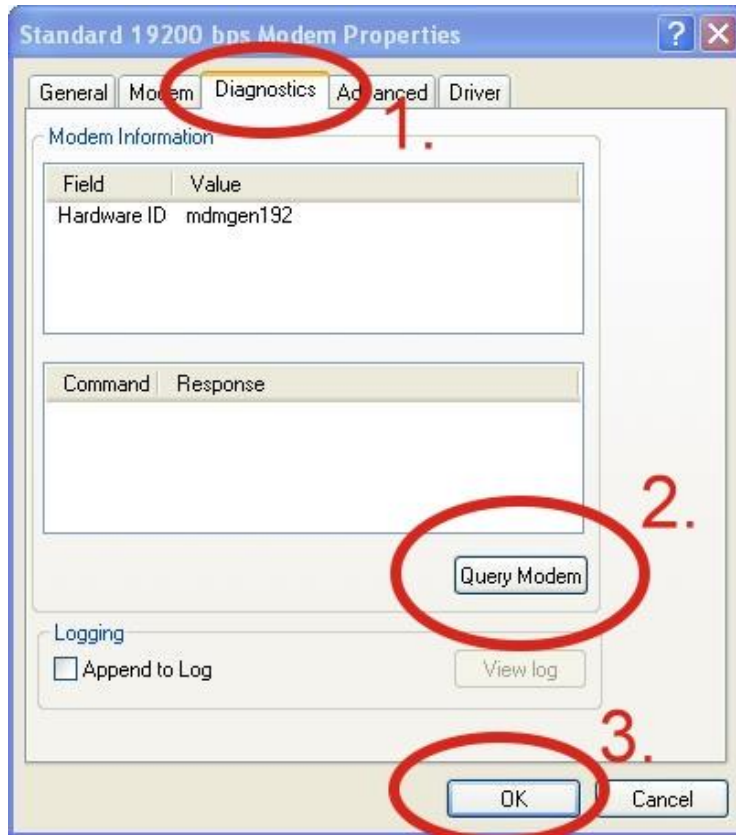 Standard 19200 bps Modem Properties
General Modem Diagnostics Advanced Driver
1.
Modem Information
Field Value
Hardware ID mdmgen192
Command Response
2.
Query Modem
Logging
Append to Log View log
3.
OK Cancel